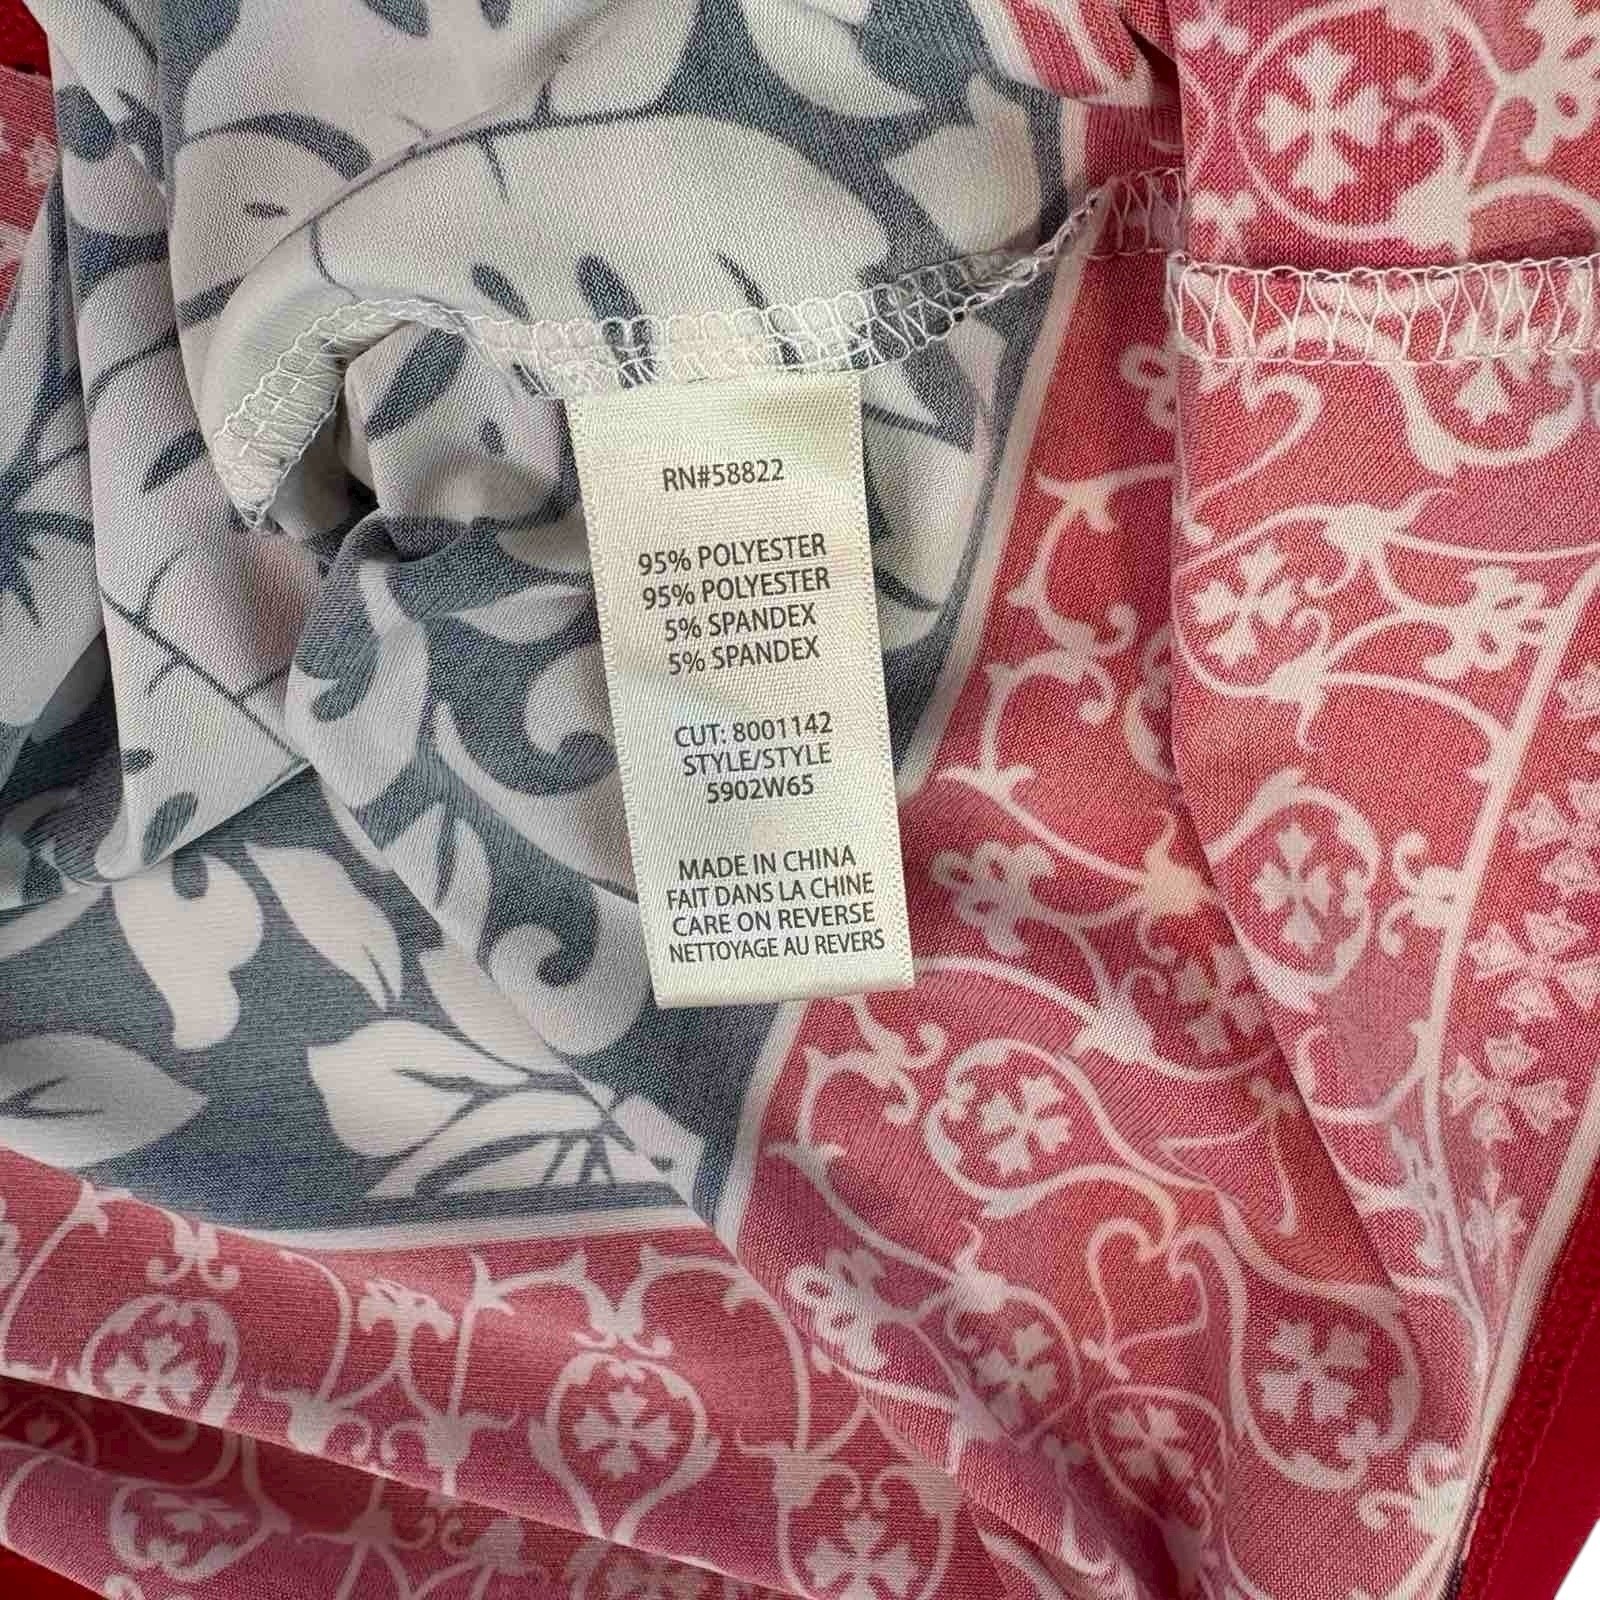 RN#58822
95% POLYESTER
95% POLYESTER
5% SPANDEX
5% SPANDEX
CUT: 8001142
STYLE/STYLE
5902W65
MADE IN CHINA
FAIT DANS LA CHINE
CARE ON REVERSE
NETTOYAGE AU REVERS